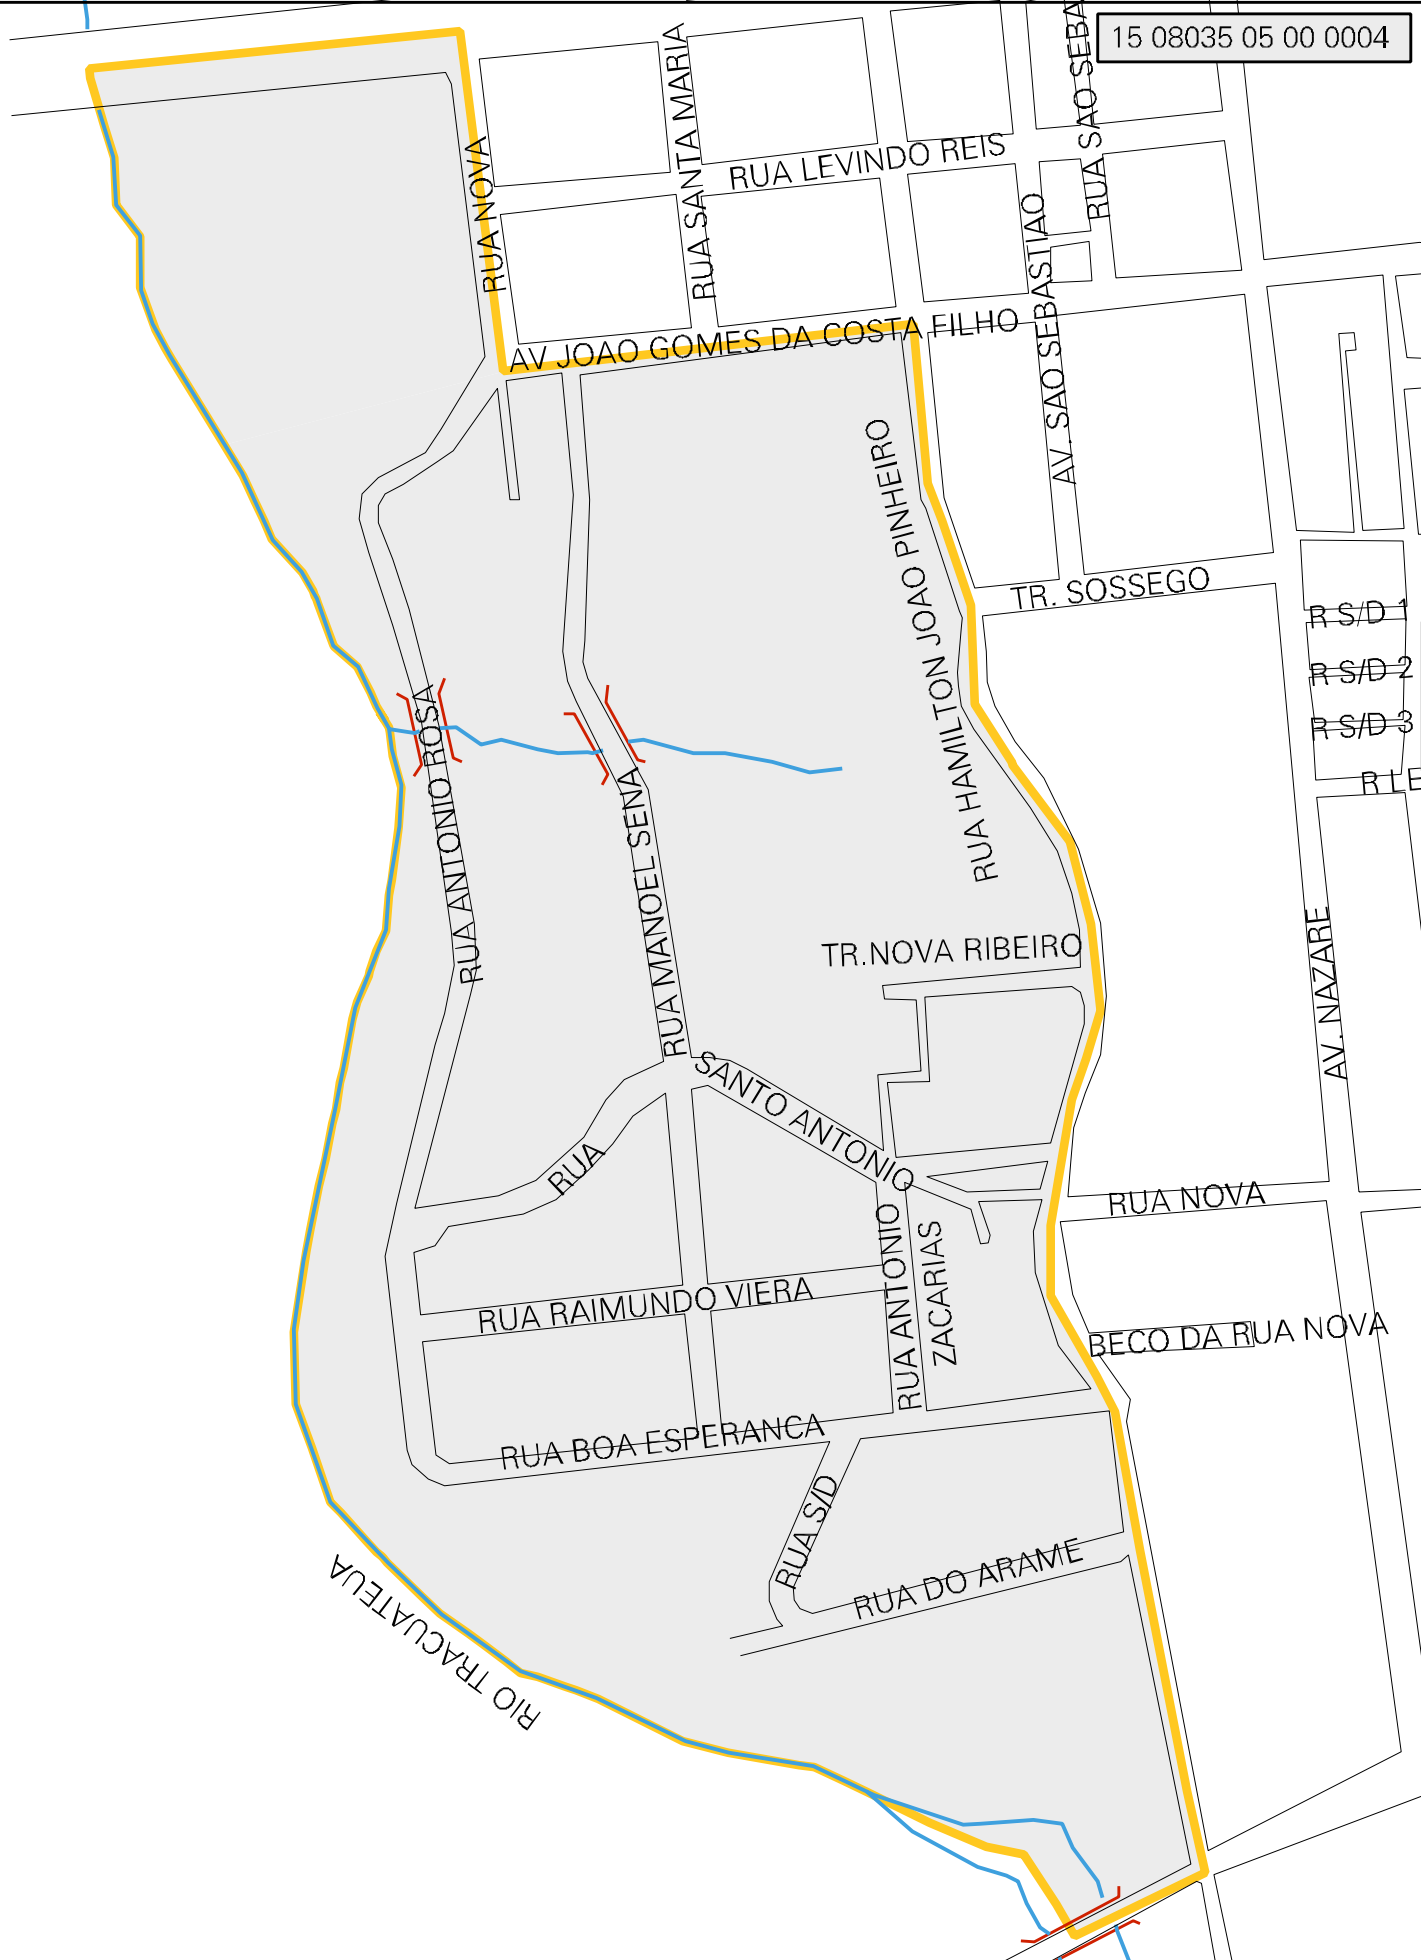 15 08035 05 00 0004
RUA SAO SEBA
RUA SANTA MARIA
RUA LEVINDO REIS
RUA NOVA
AV. SAO SEBASTIAO
AV JOAO GOMES DA COSTA FILHO
RUA HAMILTON JOAO PINHEIRO
TR. SOSSEGO
R S/D 1
R S/D 2
R S/D 3
R LE
RUA ANTONIO ROSA
RUA MANOEL SENA
TR.NOVA RIBEIRO
AV. NAZARE
RUA SANTO ANTONIO
RUA NOVA
RUA ANTONIO
ZACARIAS
RUA RAIMUNDO VIERA
BECO DA RUA NOVA
RUA BOA ESPERANCA
RUA S/D
RUA DO ARAME
RIO TRACUATEUA